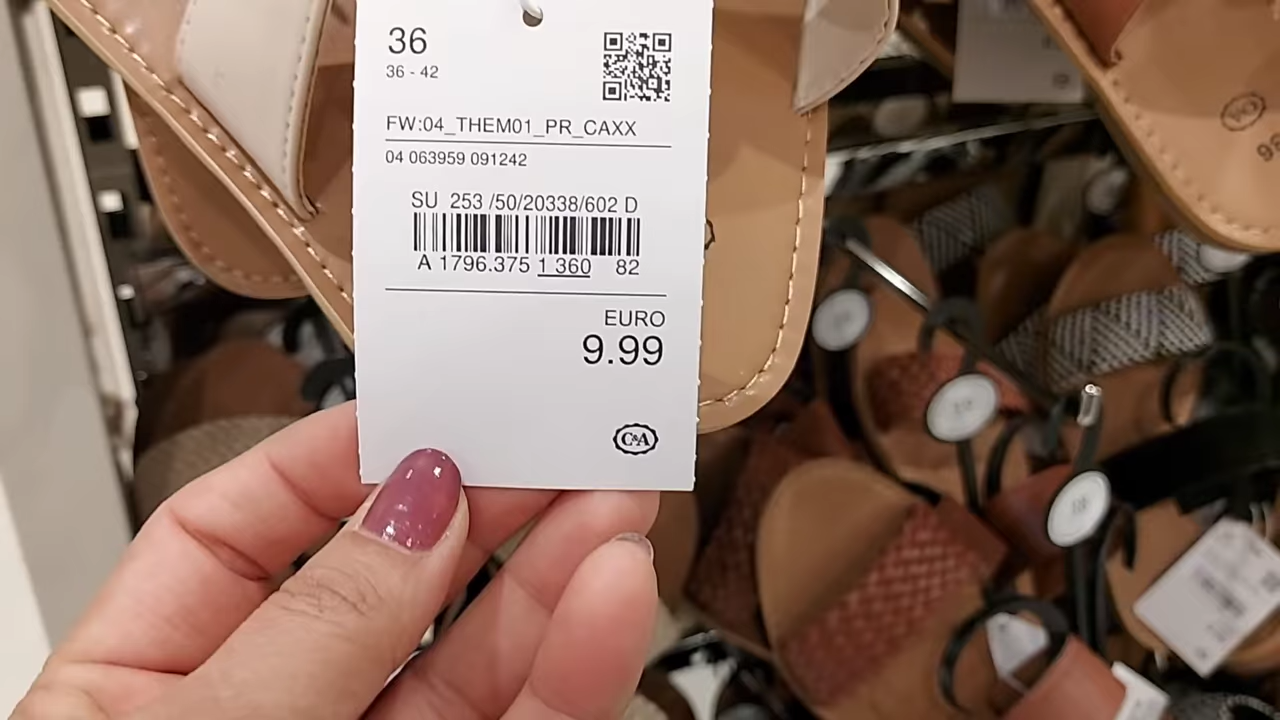 36
36 - 42
FW:04_THEM01_PR_CAXX
04 063959 091242
SU 253 /50/20338/602 D
A 1796.375 1 360 82
EURO
9.99
C&A
36